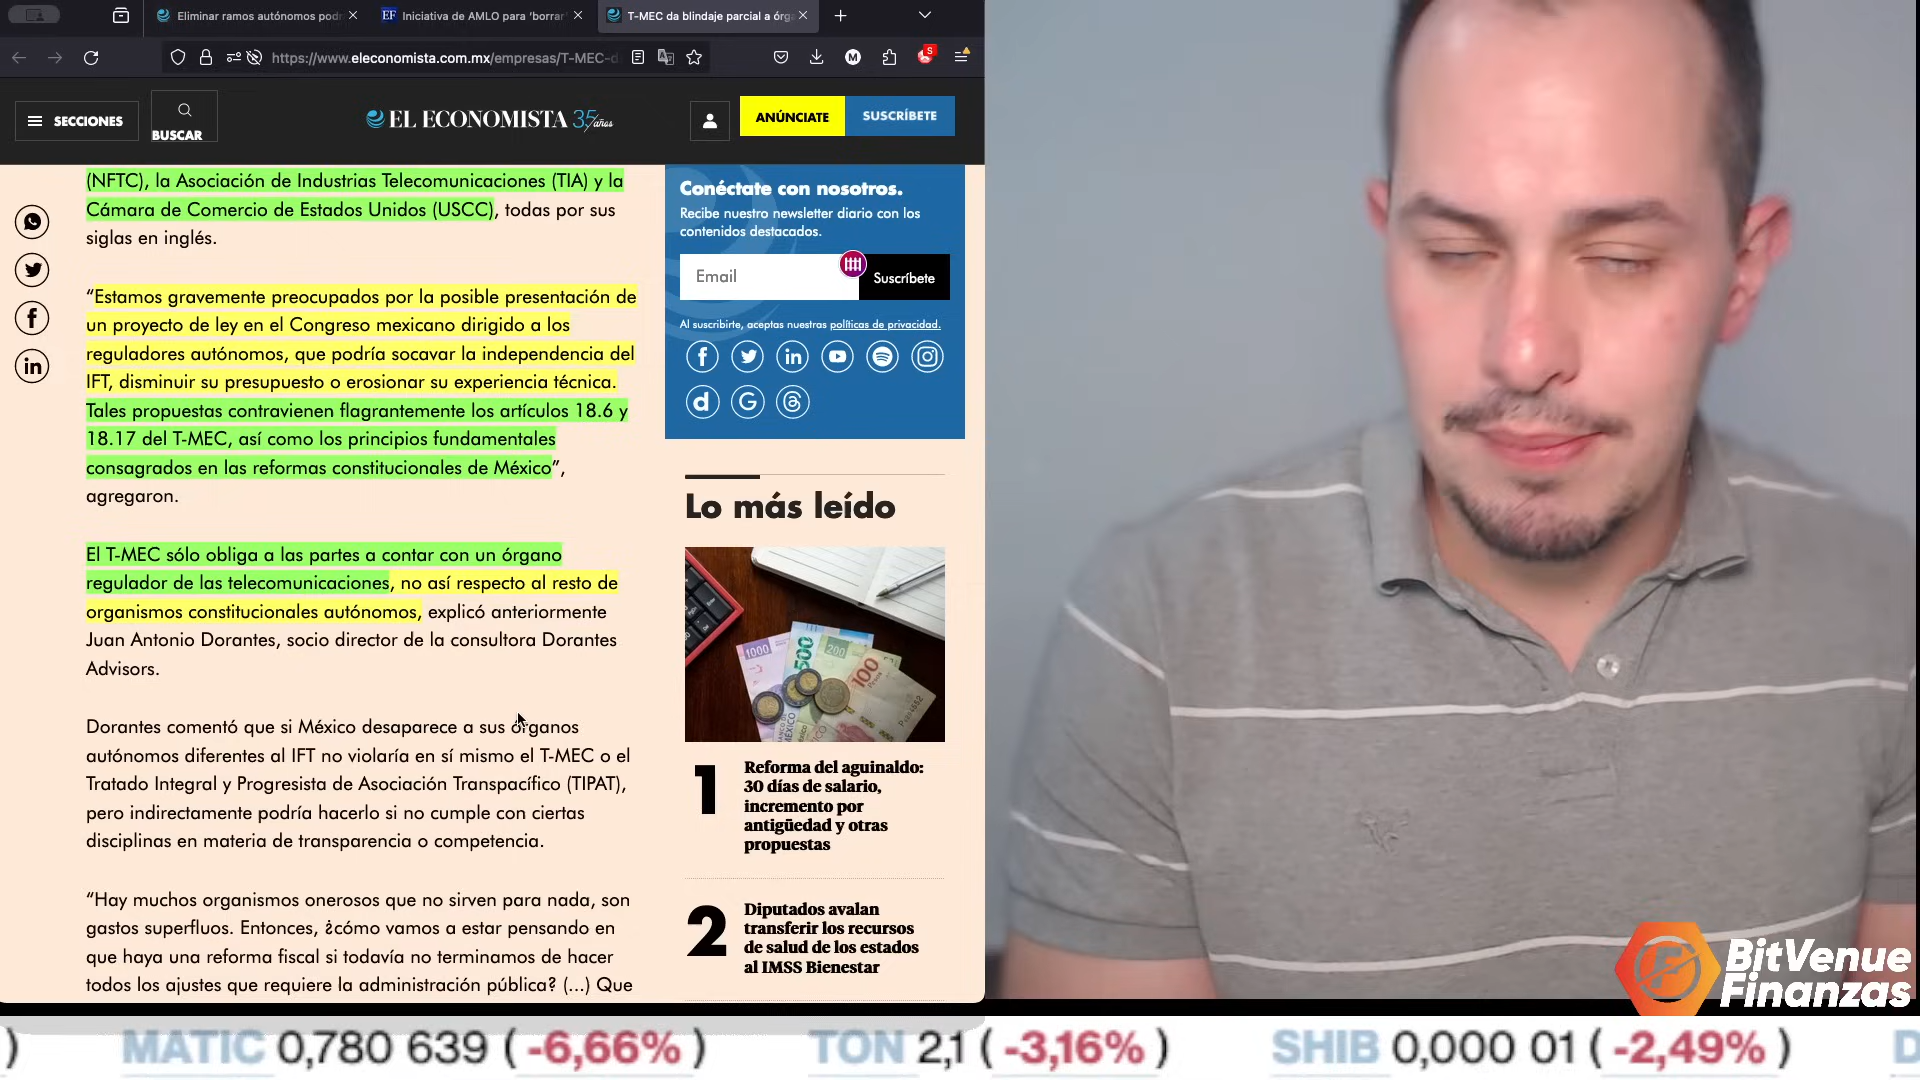 Eliminar ramos autónomos podr
EF Iniciativa de AMLO para 'borrar'
T-MEC da blindaje parcial a órga
https://www.eleconomista.com.mx/empresas/T-MEC-d
M
S
SECCIONES
BUSCAR
EL ECONOMISTA 35 años
ANÚNCIATE
SUSCRÍBETE
(NFTC), la Asociación de Industrias Telecomunicaciones (TIA) y la
Cámara de Comercio de Estados Unidos (USCC), todas por sus
siglas en inglés.
“Estamos gravemente preocupados por la posible presentación de
un proyecto de ley en el Congreso mexicano dirigido a los
reguladores autónomos, que podría socavar la independencia del
IFT, disminuir su presupuesto o erosionar su experiencia técnica.
Tales propuestas contravienen flagrantemente los artículos 18.6 y
18.17 del T-MEC, así como los principios fundamentales
consagrados en las reformas constitucionales de México”,
agregaron.
El T-MEC sólo obliga a las partes a contar con un órgano
regulador de las telecomunicaciones, no así respecto al resto de
organismos constitucionales autónomos, explicó anteriormente
Juan Antonio Dorantes, socio director de la consultora Dorantes
Advisors.
Dorantes comentó que si México desaparece a sus órganos
autónomos diferentes al IFT no violaría en sí mismo el T-MEC o el
Tratado Integral y Progresista de Asociación Transpacífico (TIPAT),
pero indirectamente podría hacerlo si no cumple con ciertas
disciplinas en materia de transparencia o competencia.
“Hay muchos organismos onerosos que no sirven para nada, son
gastos superfluos. Entonces, ¿cómo vamos a estar pensando en
que haya una reforma fiscal si todavía no terminamos de hacer
todos los ajustes que requiere la administración pública? (...) Que
Conéctate con nosotros.
Recibe nuestro newsletter diario con los
contenidos destacados.
Email
Suscríbete
Al suscribirte, aceptas nuestras políticas de privacidad.
Lo más leído
1000
500
200
100
1
Reforma del aguinaldo:
30 días de salario,
incremento por
antigüedad y otras
propuestas
2
Diputados avalan
transferir los recursos
de salud de los estados
al IMSS Bienestar
BitVenue
Finanzas
) MATIC 0,780 639 ( -6,66% ) TON 2,1 ( -3,16% ) SHIB 0,000 01 ( -2,49% ) D